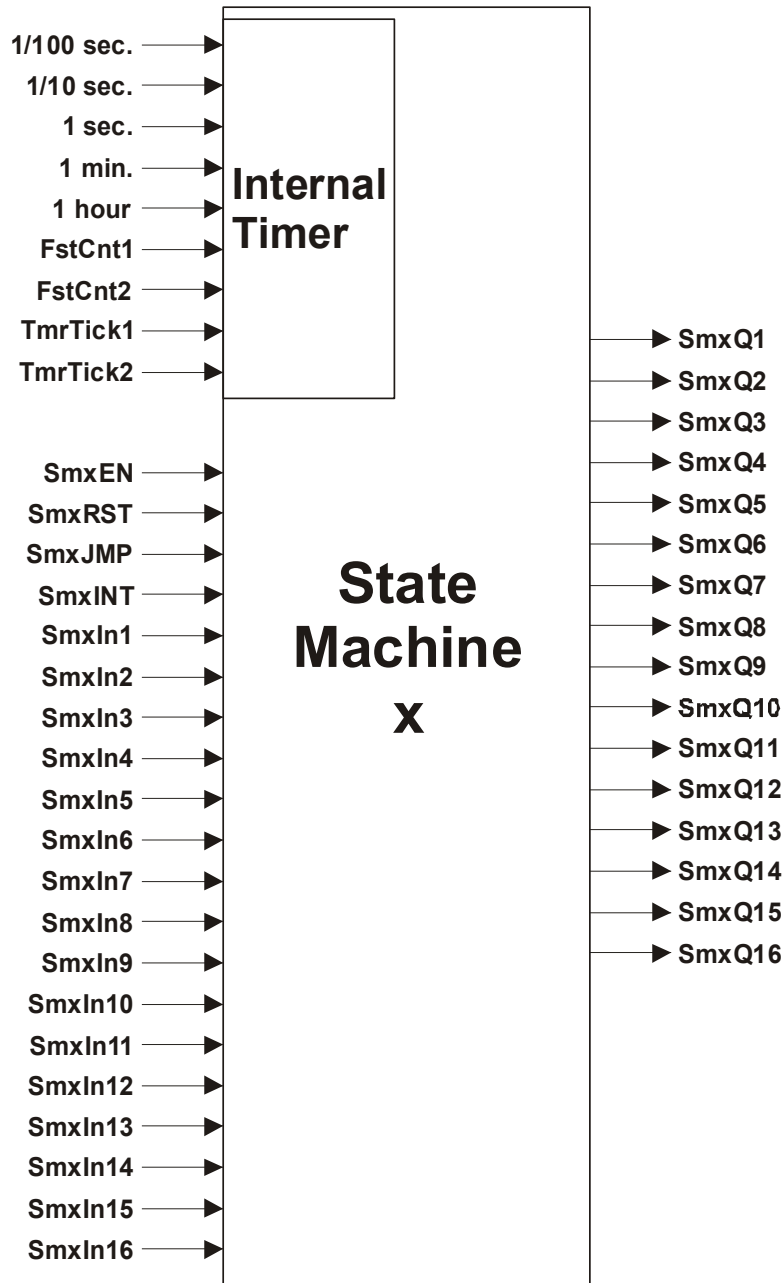 1/100 sec.
1/10 sec.
1 sec.
1 min.
1 hour
FstCnt1
FstCnt2
TmrTick1
TmrTick2
Internal
Timer
SmxEN
SmxRST
SmxJMP
SmxINT
SmxIn1
SmxIn2
SmxIn3
SmxIn4
SmxIn5
SmxIn6
SmxIn7
SmxIn8
SmxIn9
SmxIn10
SmxIn11
SmxIn12
SmxIn13
SmxIn14
SmxIn15
SmxIn16
State
Machine
x
SmxQ1
SmxQ2
SmxQ3
SmxQ4
SmxQ5
SmxQ6
SmxQ7
SmxQ8
SmxQ9
SmxQ10
SmxQ11
SmxQ12
SmxQ13
SmxQ14
SmxQ15
SmxQ16